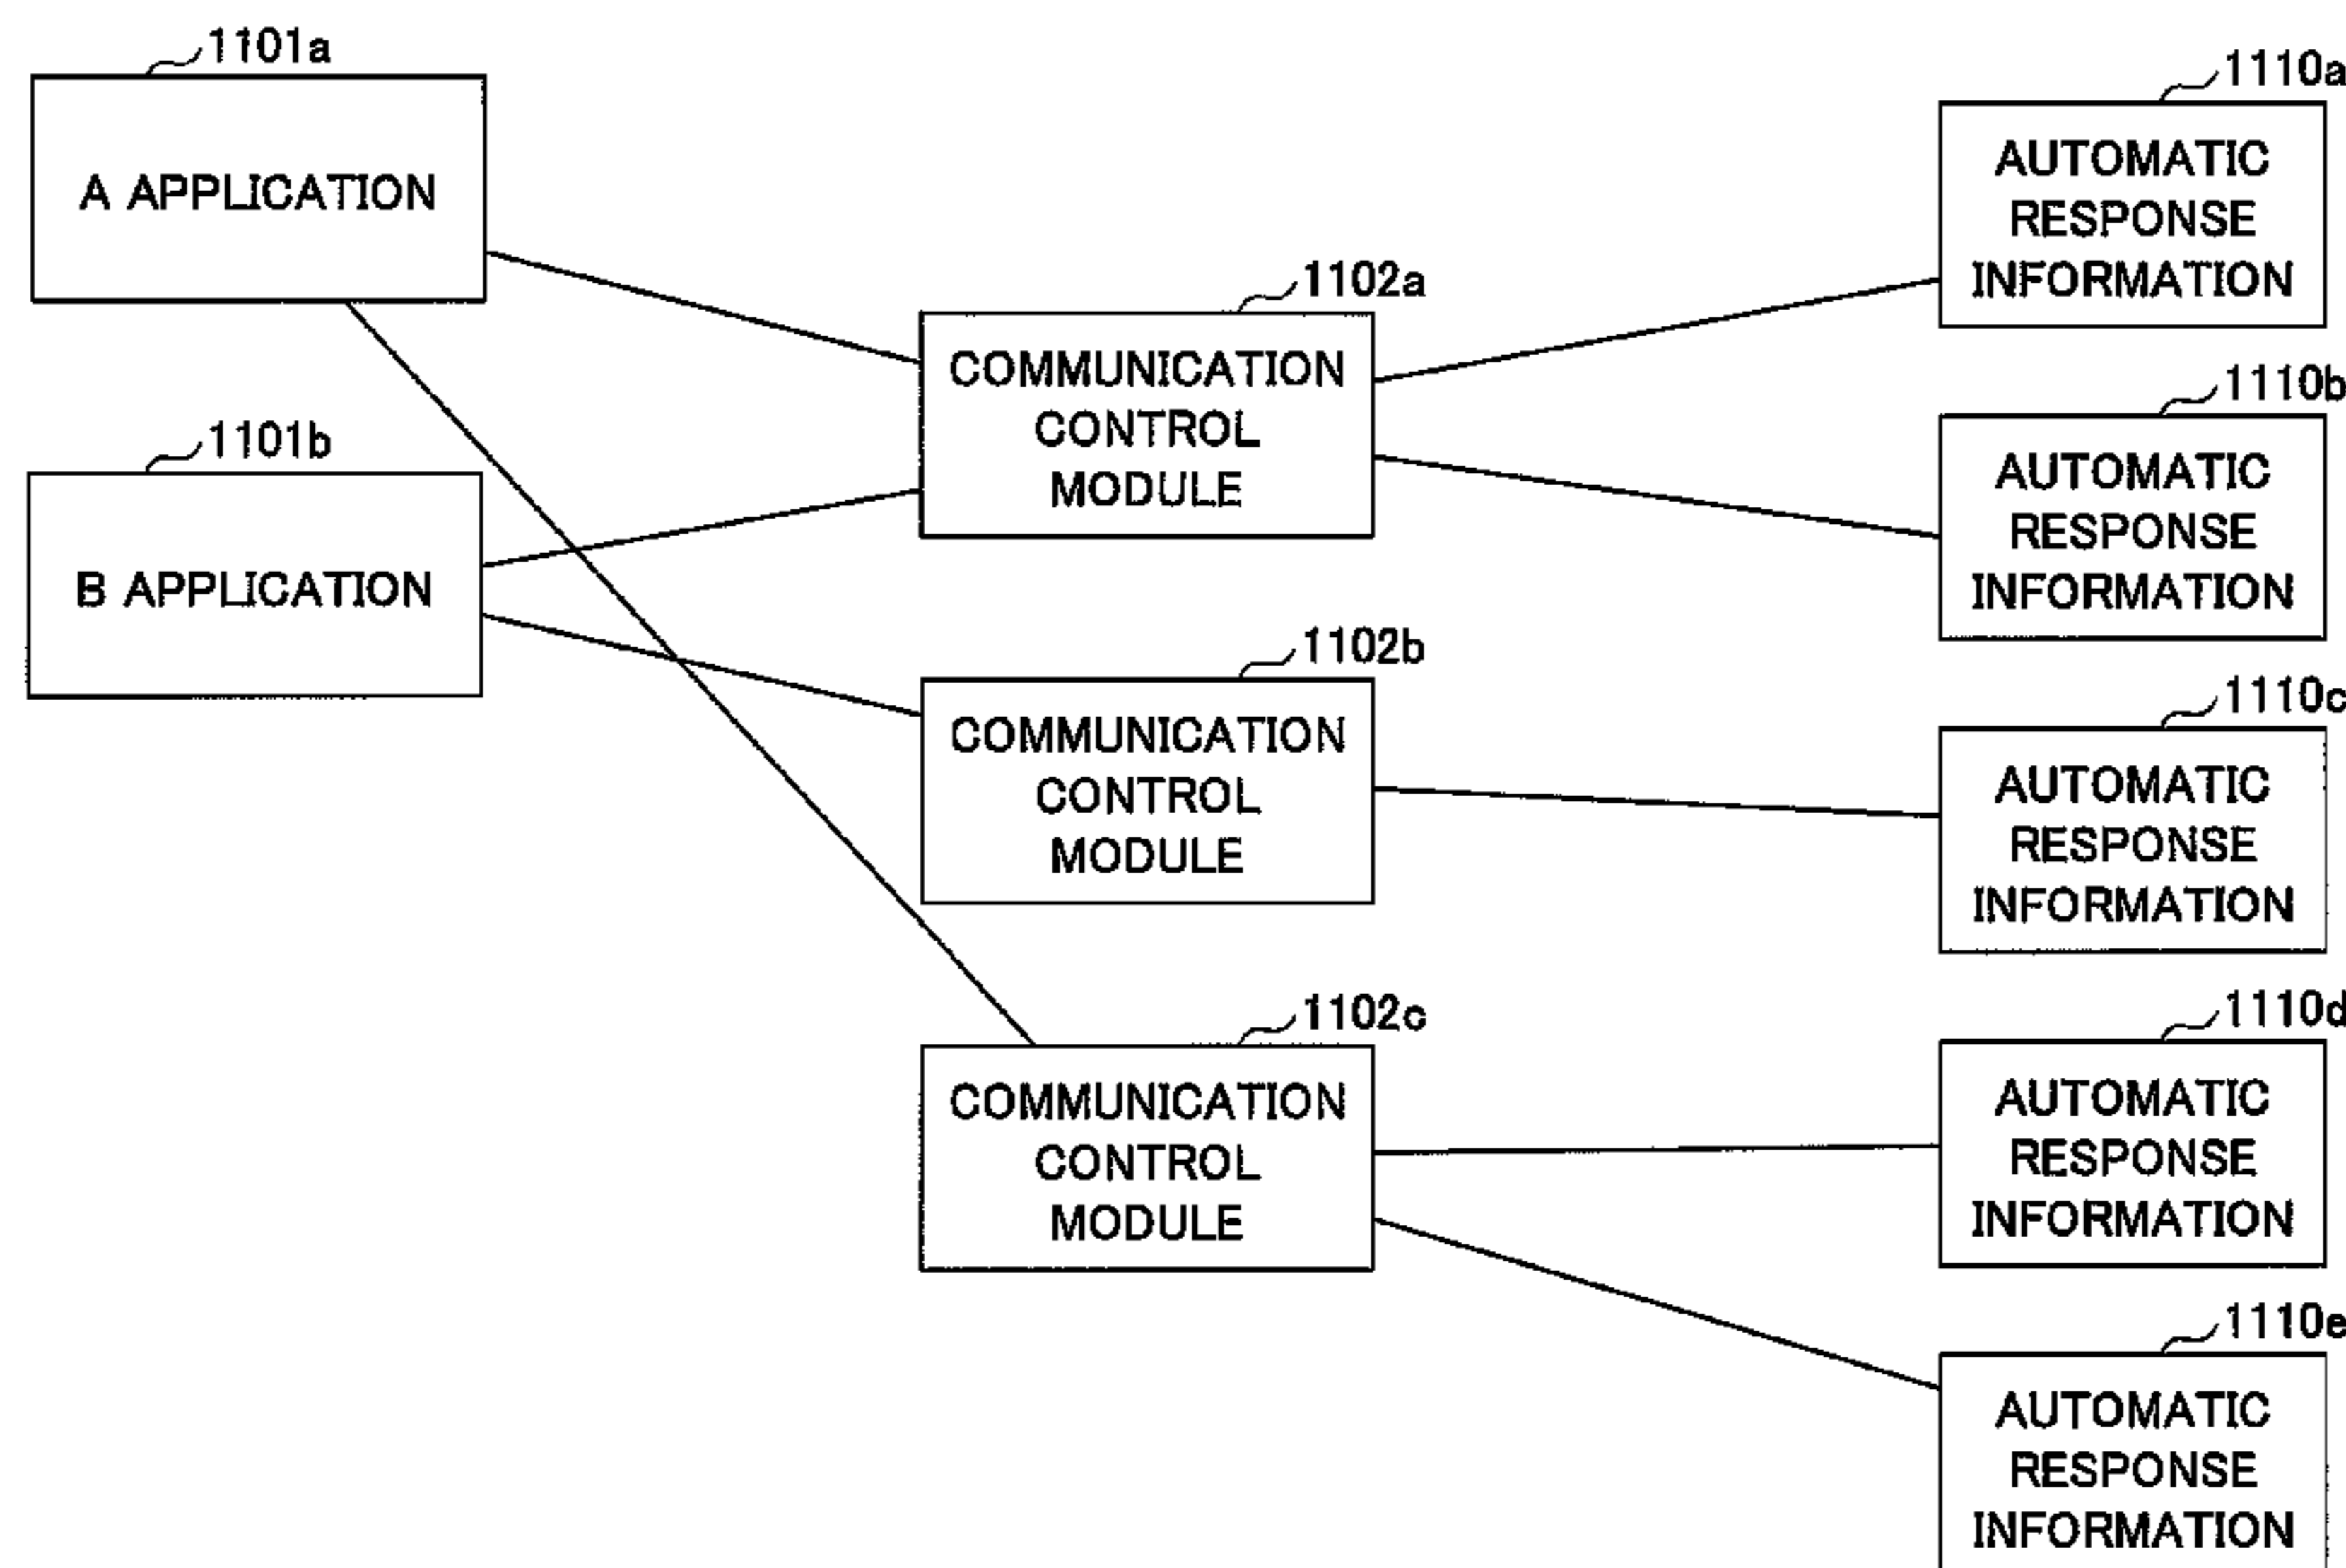 1101a
A APPLICATION
1101b
B APPLICATION
1102a
COMMUNICATION
CONTROL
MODULE
1102b
COMMUNICATION
CONTROL
MODULE
1102c
COMMUNICATION
CONTROL
MODULE
1110a
AUTOMATIC
RESPONSE
INFORMATION
1110b
AUTOMATIC
RESPONSE
INFORMATION
1110c
AUTOMATIC
RESPONSE
INFORMATION
1110d
AUTOMATIC
RESPONSE
INFORMATION
1110e
AUTOMATIC
RESPONSE
INFORMATION